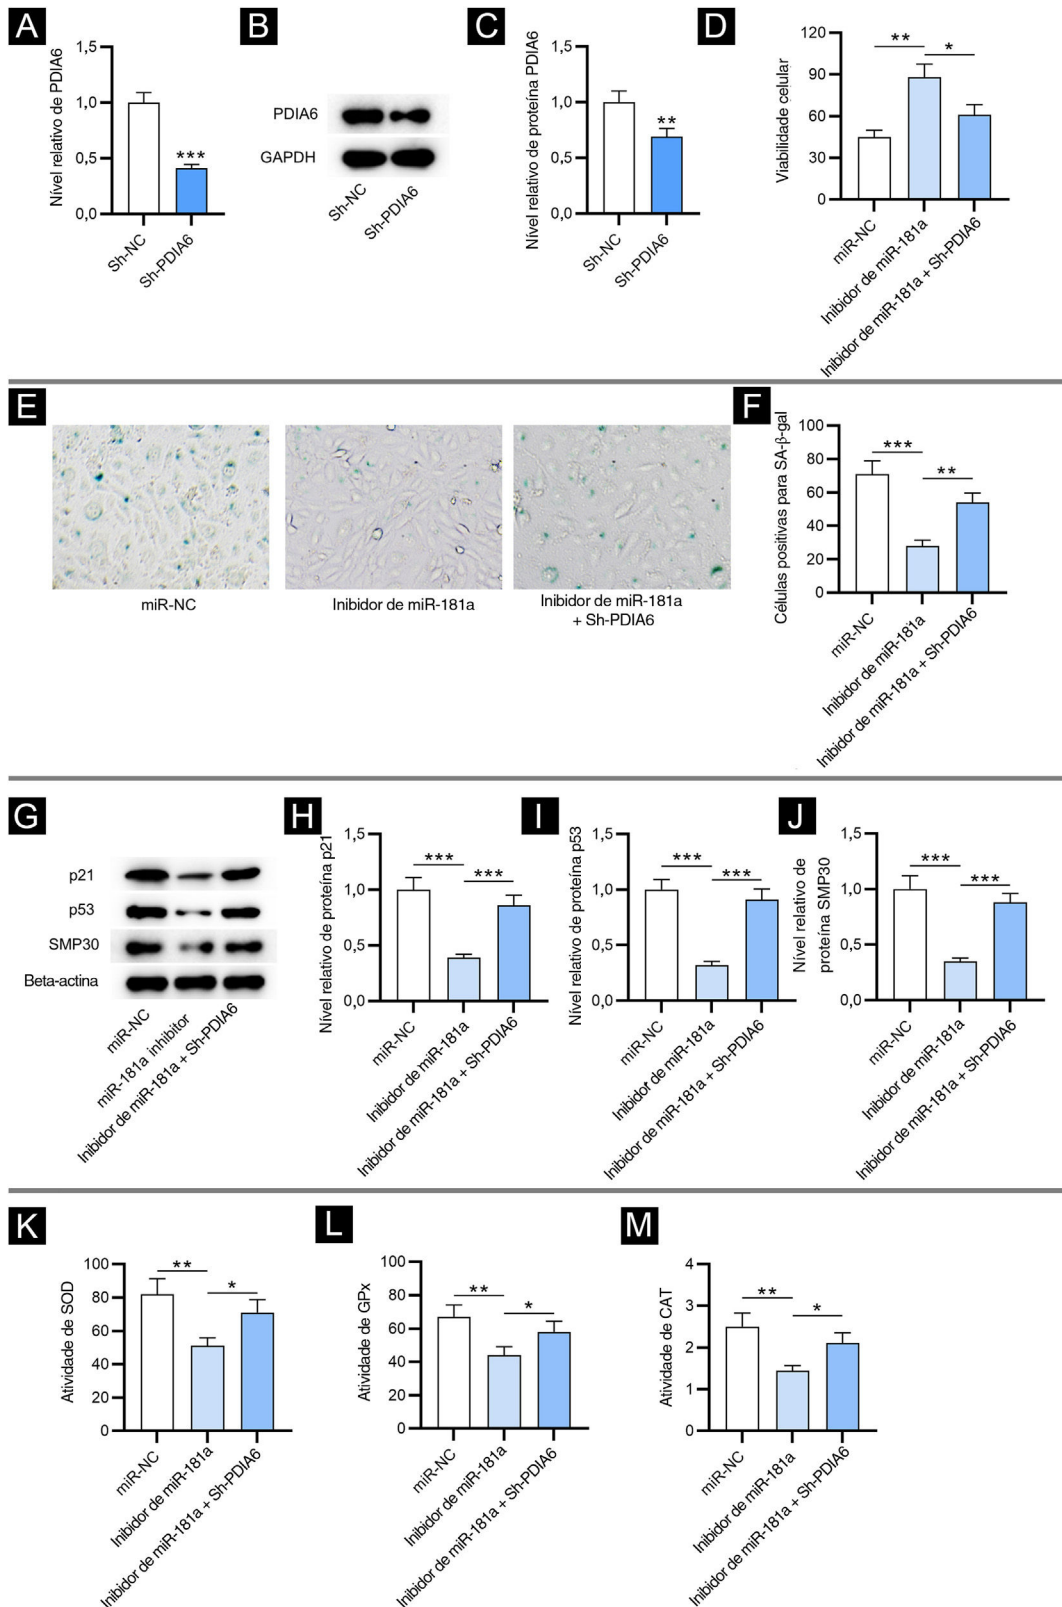 A
Nível relativo de PDIA6
1,5
1,0
0,5
0,0
***
Sh-NC
Sh-PDIA6
B
PDIA6
GAPDH
Sh-NC
Sh-PDIA6
C
Nível relativo de proteína PDIA6
1,5
1,0
0,5
0,0
**
Sh-NC
Sh-PDIA6
D
Viabilidade celular
120
90
60
30
0
** *
miR-NC
Inibidor de miR-181a
Inibidor de miR-181a + Sh-PDIA6
E
miR-NC
Inibidor de miR-181a
Inibidor de miR-181a
+ Sh-PDIA6
F
Células positivas para SA-β-gal
100
80
60
40
20
0
*** **
miR-NC
Inibidor de miR-181a
Inibidor de miR-181a + Sh-PDIA6
G
p21
p53
SMP30
Beta-actina
miR-NC
miR-181a inhibitor
Inibidor de miR-181a + Sh-PDIA6
H
Nível relativo de proteína p21
1,5
1,0
0,5
0,0
*** ***
miR-NC
Inibidor de miR-181a
Inibidor de miR-181a + Sh-PDIA6
I
Nível relativo de proteína p53
1,5
1,0
0,5
0,0
*** ***
miR-NC
Inibidor de miR-181a
Inibidor de miR-181a + Sh-PDIA6
J
Nível relativo de
proteína SMP30
1,5
1,0
0,5
0,0
*** ***
miR-NC
Inibidor de miR-181a
Inibidor de miR-181a + Sh-PDIA6
K
Atividade de SOD
100
80
60
40
20
0
** *
miR-NC
Inibidor de miR-181a
Inibidor de miR-181a + Sh-PDIA6
L
Atividade de GPx
100
80
60
40
20
0
** *
miR-NC
Inibidor de miR-181a
Inibidor de miR-181a + Sh-PDIA6
M
Atividade de CAT
4
3
2
1
0
** *
miR-NC
Inibidor de miR-181a
Inibidor de miR-181a + Sh-PDIA6